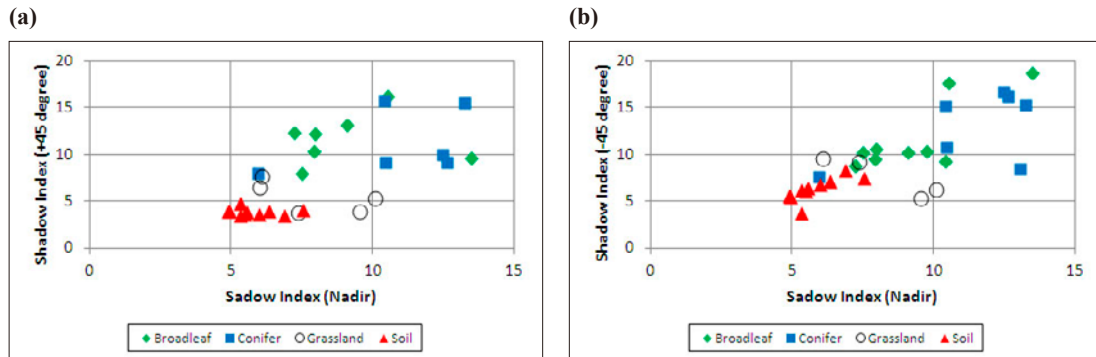 (a)
Shadow Index (+45 degree)
20
15
10
5
0
0 5 10 15
Sadow Index (Nadir)
Broadleaf Conifer Grassland Soil
(b)
Shadow Index (-45 degree)
20
15
10
5
0
0 5 10 15
Sadow Index (Nadir)
Broadleaf Conifer Grassland Soil